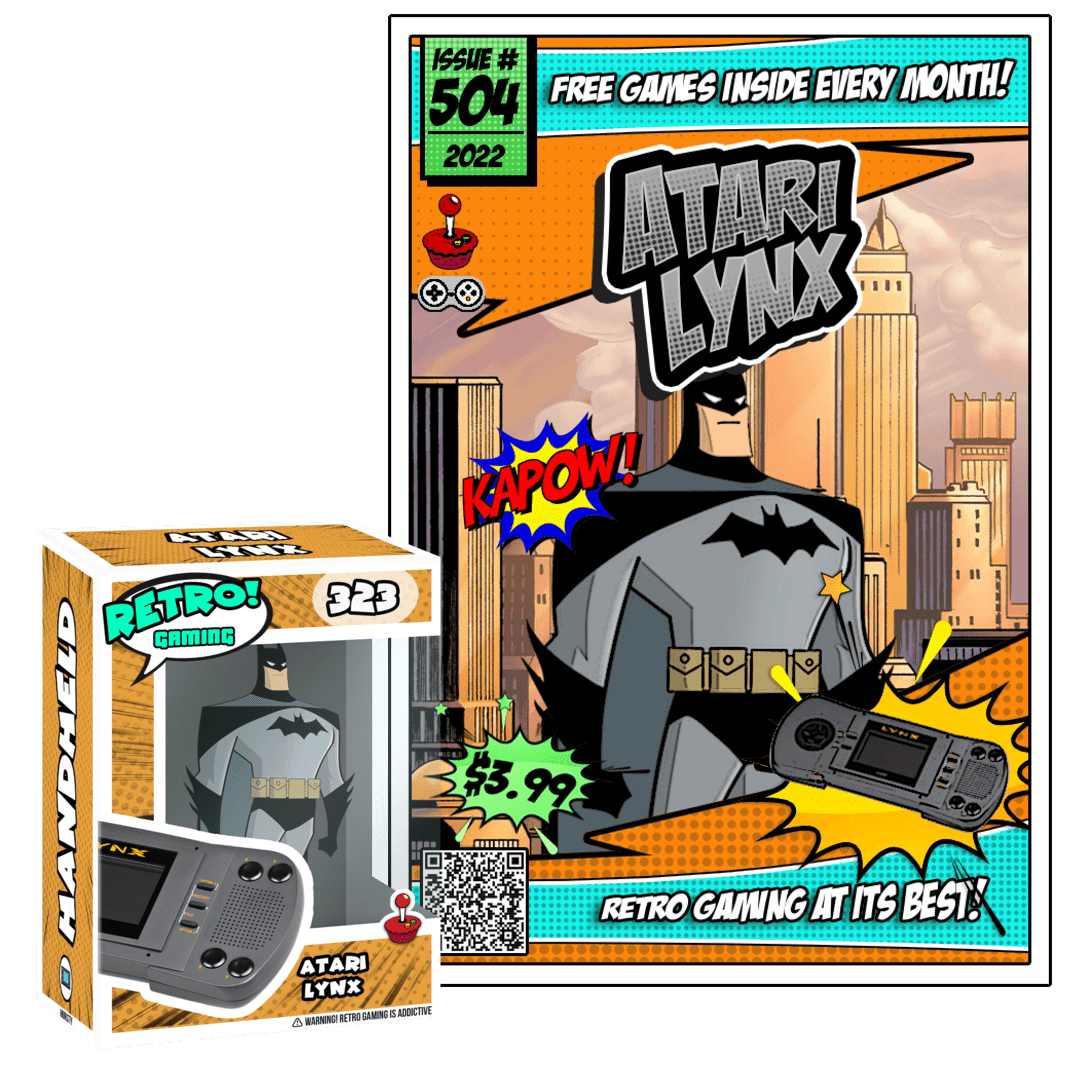 ISSUE #
504
2022
FREE GAMES INSIDE EVERY MONTH!
ATARI
LYNX
KAPOW!
$3.99
LYNX
RETRO GAMING AT ITS BEST!
ATARI
LYNX
RETRO!
GAMING
323
HANDHELD
YNX
ATARI
LYNX
WARNING! RETRO GAMING IS ADDICTIVE